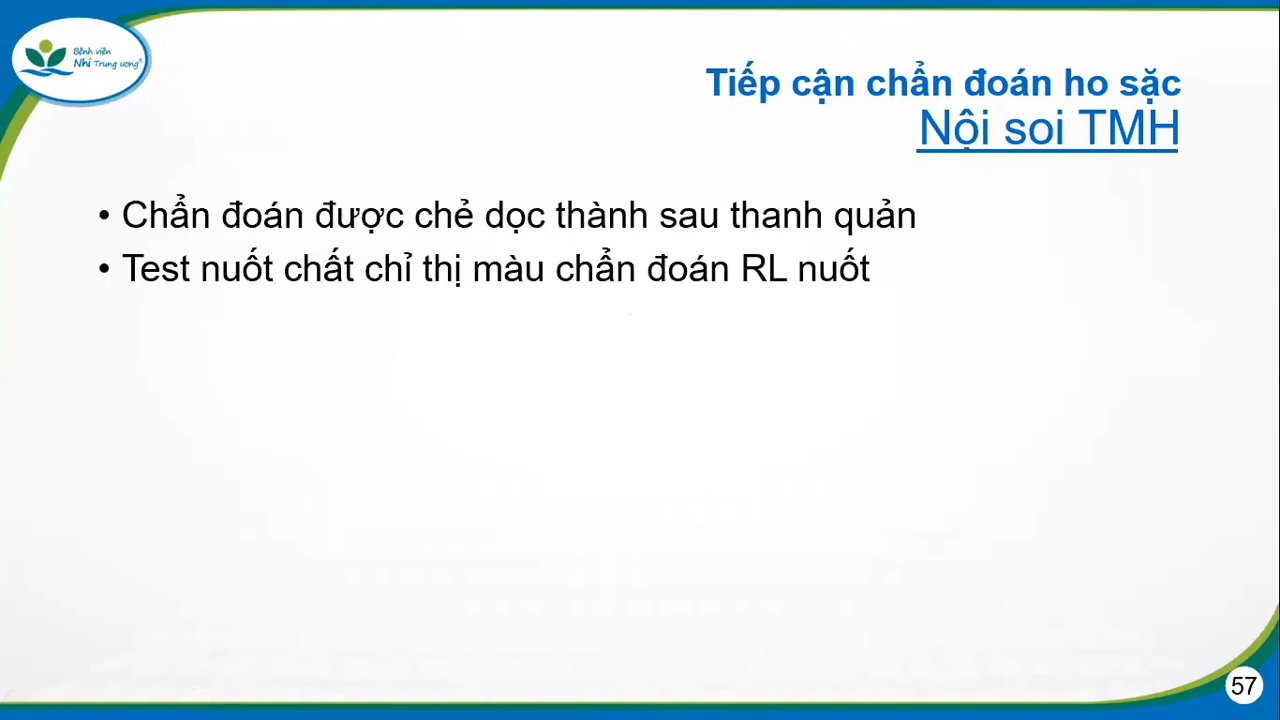 Bệnh viện
Nhi Trung ương®
Tiếp cận chẩn đoán ho sặc
Nội soi TMH
• Chẩn đoán được chẻ dọc thành sau thanh quản
• Test nuốt chất chỉ thị màu chẩn đoán RL nuốt
57